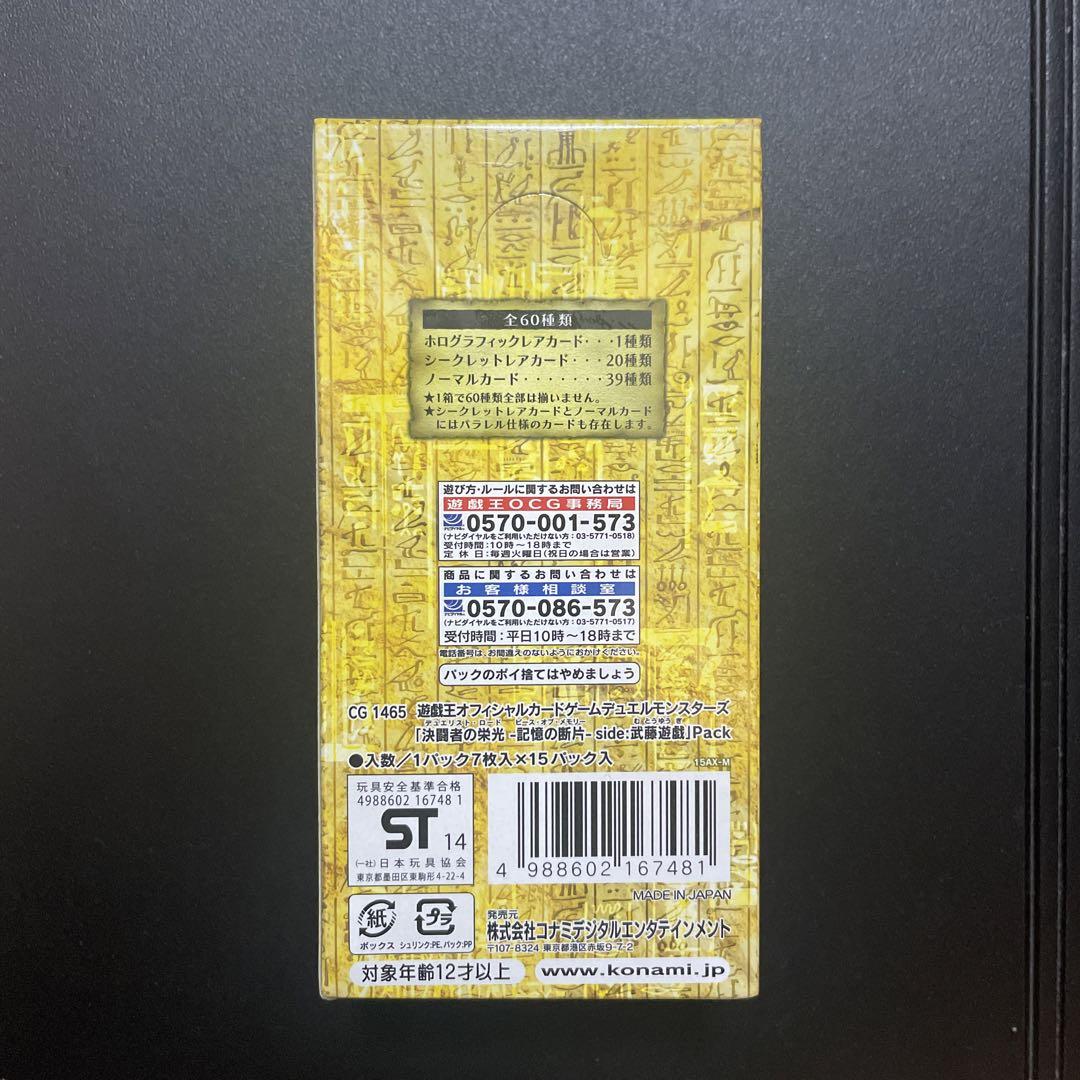 全60種類
ホログラフィックレアカード・・・1種類
シークレットレアカード・・・20種類
ノーマルカード・・・・・・・39種類
★1箱で60種類全部は揃いません。
★シークレットレアカードとノーマルカード
にはパラレル仕様のカードも存在します。
遊び方・ルールに関するお問い合わせは
遊戯王OCG事務局
0570-001-573
(ナビダイヤルをご利用いただけない方:03-5771-0518)
受付時間:10時〜18時まで
定休日:毎週火曜日(祝日の場合は営業)
商品に関するお問い合わせは
お客様相談室
0570-086-573
(ナビダイヤルをご利用いただけない方:03-5771-0517)
受付時間:平日10時〜18時まで
電話番号は、お間違えのないようにおかけください。
パックのポイ捨てはやめましょう
CG 1465 遊戯王オフィシャルカードゲームデュエルモンスターズ
デュエリスト・ロード ピース・オブ・メモリー むとうゆうぎ
「決闘者の栄光 -記憶の断片- side:武藤遊戯」Pack
●入数/1パック7枚入×15パック入
15AX-M
玩具安全基準合格
4988602 16748 1
ST 14
(一社)日本玩具協会
東京都墨田区東駒形4-22-4
4 988602 167481
MADE IN JAPAN
紙 プラ
ボックス シュリンク:PE,パック:PP
発売元
株式会社コナミデジタルエンタテインメント
〒107-8324 東京都港区赤坂9-7-2
対象年齢12才以上
www.konami.jp